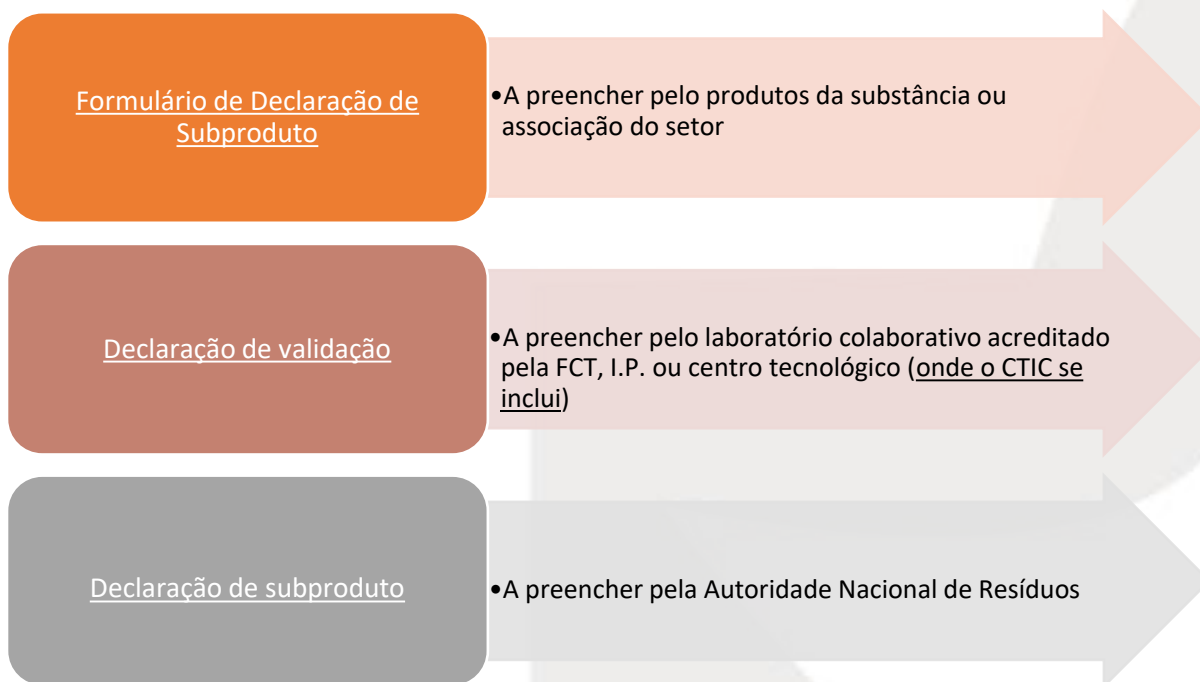 Formulário de Declaração de
Subproduto
•A preencher pelo produtos da substância ou
associação do setor
Declaração de validação
•A preencher pelo laboratório colaborativo acreditado
pela FCT, I.P. ou centro tecnológico (onde o CTIC se
inclui)
Declaração de subproduto
•A preencher pela Autoridade Nacional de Resíduos